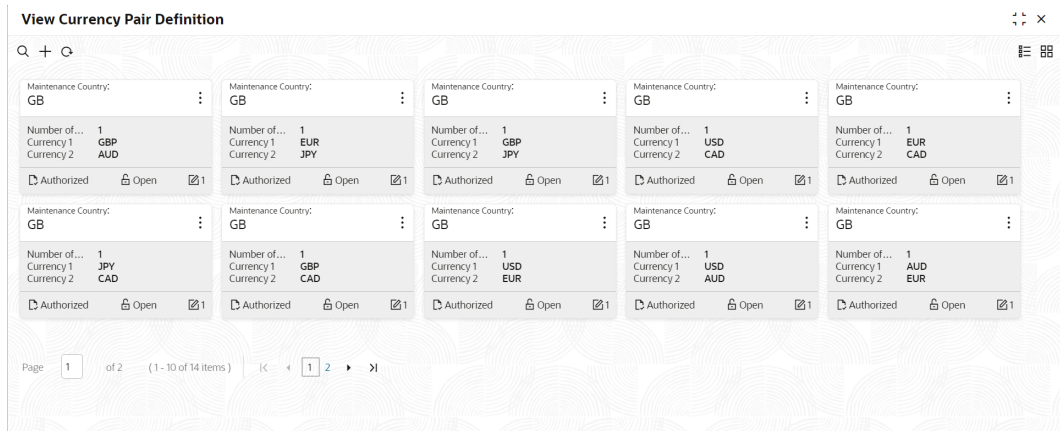 View Currency Pair Definition
Maintenance Country: Maintenance Country: Maintenance Country: Maintenance Country: Maintenance Country:
GB GB GB GB GB
Number of... 1 Number of... 1 Number of... 1 Number of... 1 Number of... 1
Currency 1 GBP Currency 1 EUR Currency 1 GBP Currency 1 USD Currency 1 EUR
Currency 2 AUD Currency 2 JPY Currency 2 JPY Currency 2 CAD Currency 2 CAD
Authorized Open 1 Authorized Open 1 Authorized Open 1 Authorized Open 1 Authorized Open 1
Maintenance Country: Maintenance Country: Maintenance Country: Maintenance Country: Maintenance Country:
GB GB GB GB GB
Number of... 1 Number of... 1 Number of... 1 Number of... 1 Number of... 1
Currency 1 JPY Currency 1 GBP Currency 1 USD Currency 1 USD Currency 1 AUD
Currency 2 CAD Currency 2 CAD Currency 2 EUR Currency 2 AUD Currency 2 EUR
Authorized Open 1 Authorized Open 1 Authorized Open 1 Authorized Open 1 Authorized Open 1
Page 1 of 2 (1 - 10 of 14 items) 1 2